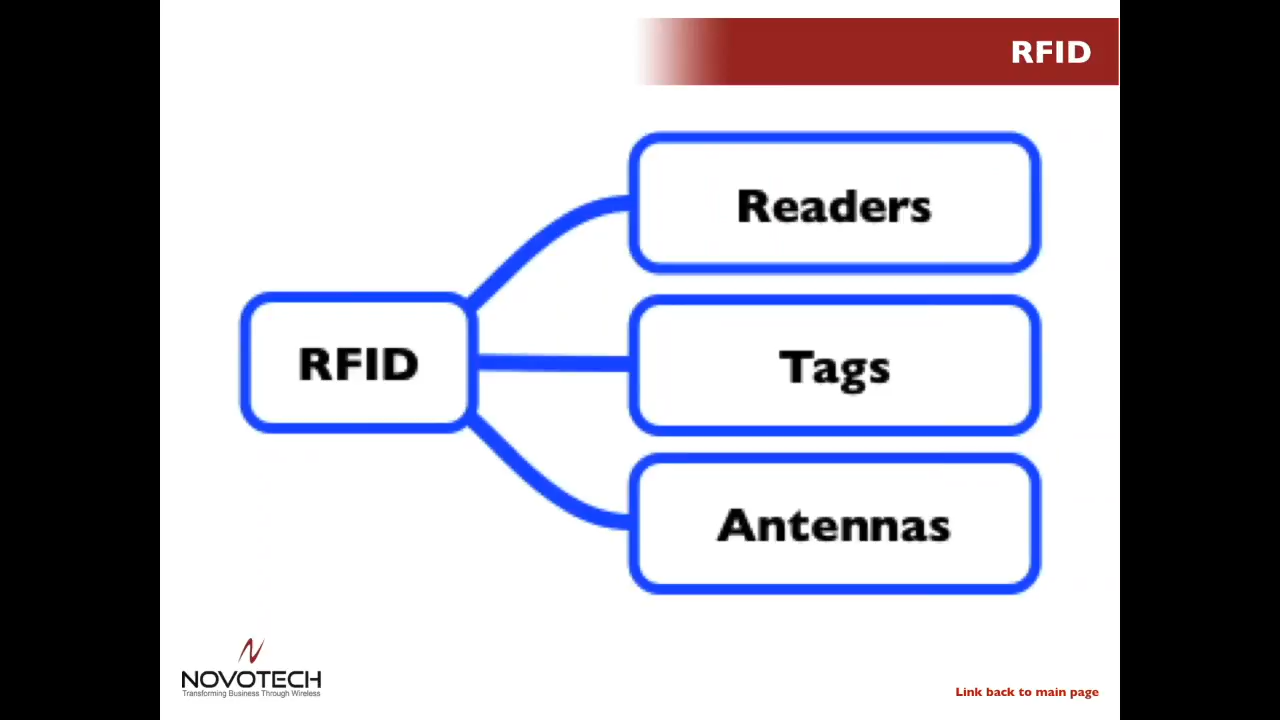 RFID
Readers
RFID
Tags
Antennas
NOVOTECH
Transforming Business Through Wireless
Link back to main page